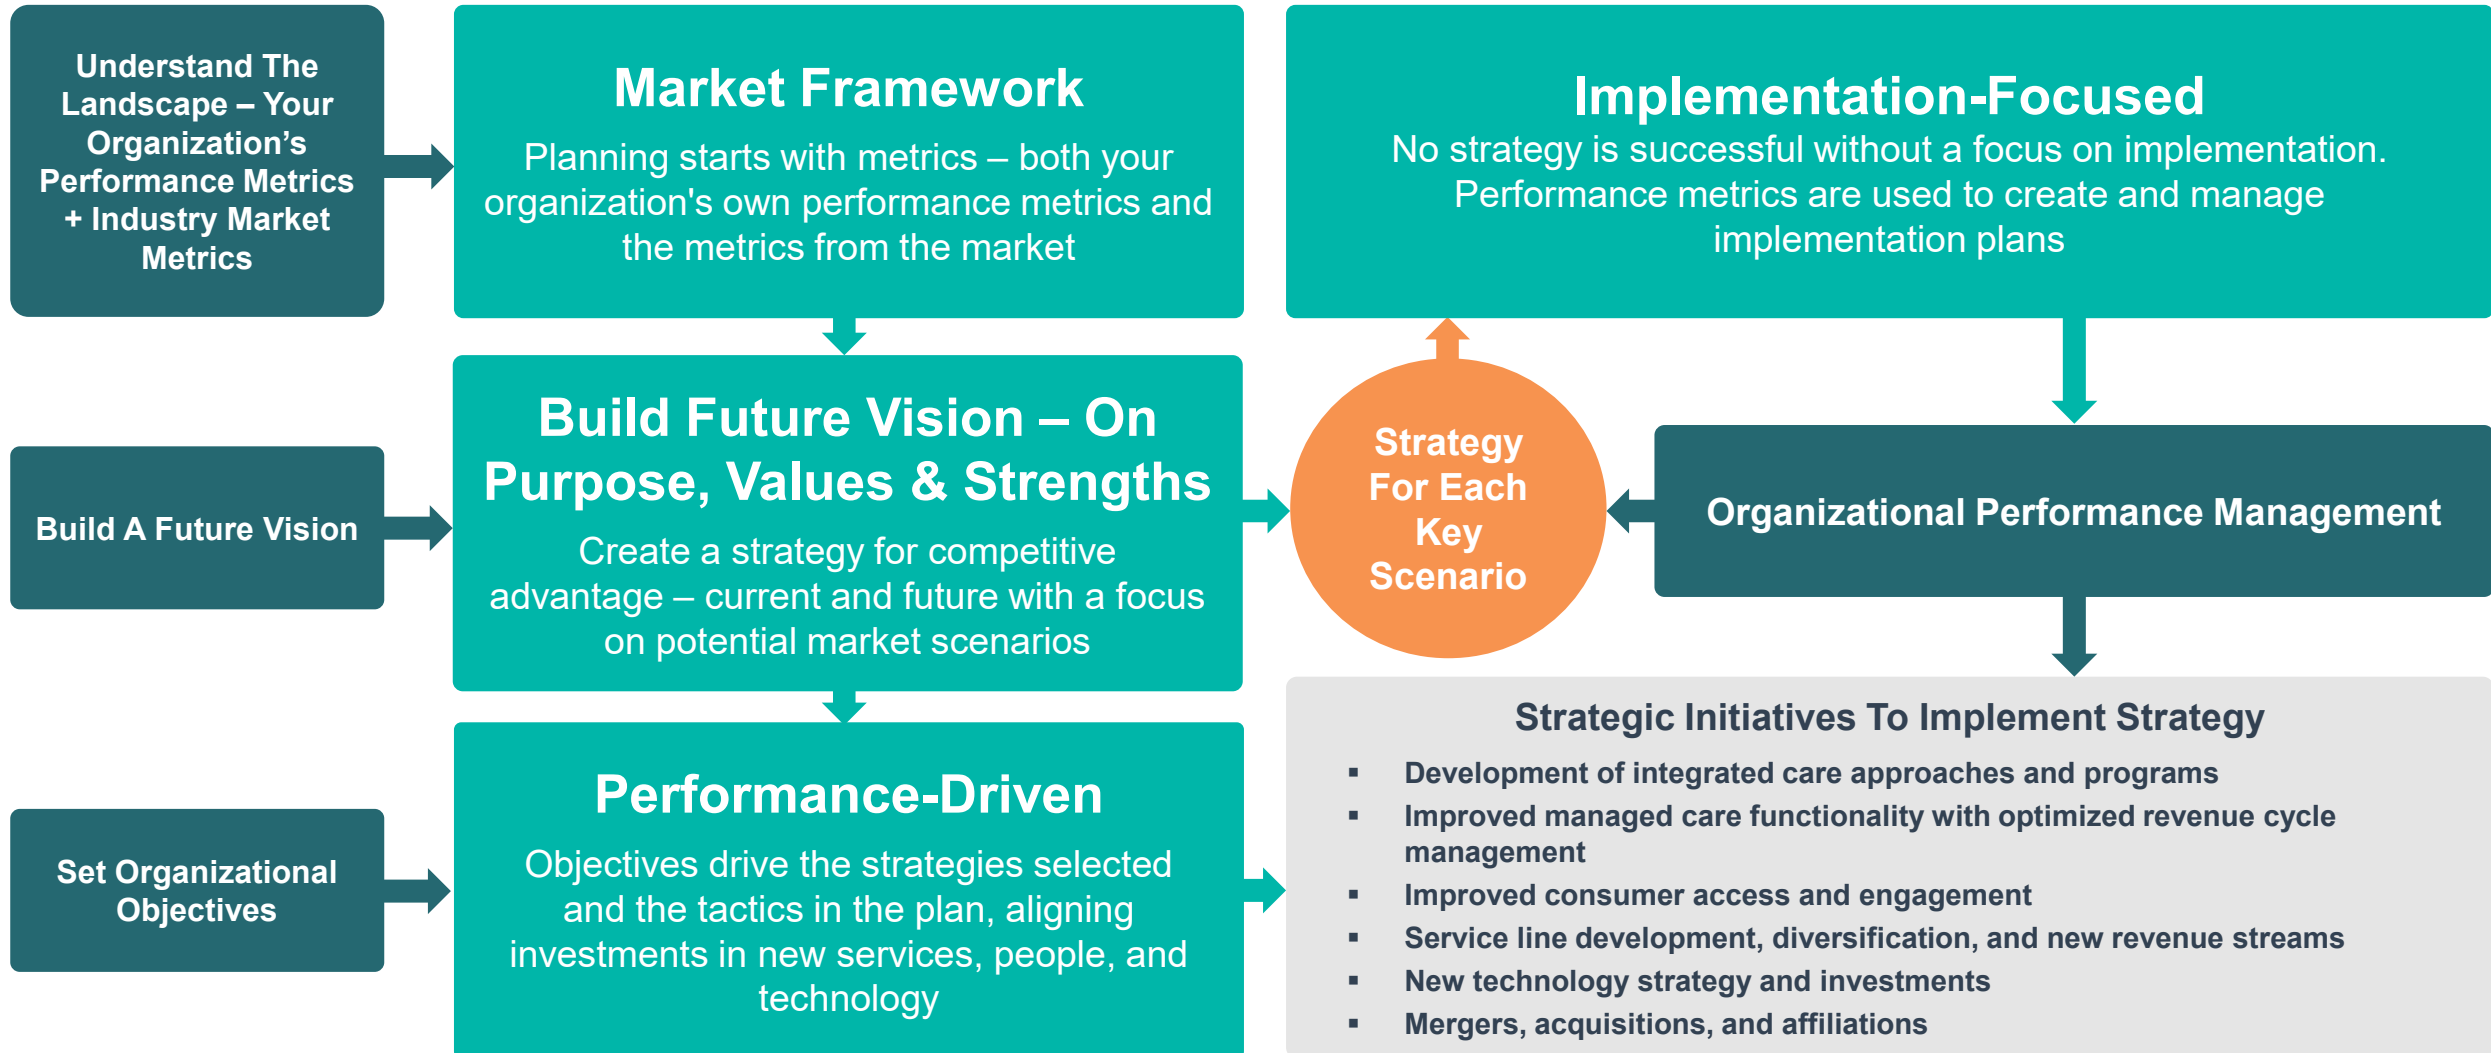 Understand The
Landscape – Your
Organization’s
Performance Metrics
+ Industry Market
Metrics
Market Framework
Planning starts with metrics – both your
organization's own performance metrics and
the metrics from the market
Implementation-Focused
No strategy is successful without a focus on implementation.
Performance metrics are used to create and manage
implementation plans
Build A Future Vision
Build Future Vision – On
Purpose, Values & Strengths
Create a strategy for competitive
advantage – current and future with a focus
on potential market scenarios
Strategy
For Each
Key
Scenario
Organizational Performance Management
Set Organizational
Objectives
Performance-Driven
Objectives drive the strategies selected
and the tactics in the plan, aligning
investments in new services, people, and
technology
Strategic Initiatives To Implement Strategy
▪ Development of integrated care approaches and programs
▪ Improved managed care functionality with optimized revenue cycle
management
▪ Improved consumer access and engagement
▪ Service line development, diversification, and new revenue streams
▪ New technology strategy and investments
▪ Mergers, acquisitions, and affiliations